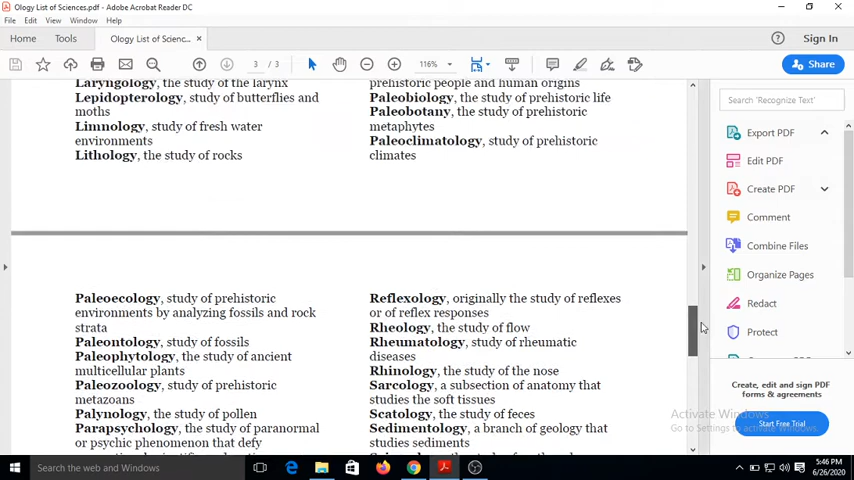 Ology List of Sciences.pdf - Adobe Acrobat Reader DC
File Edit View Window Help
Home Tools Ology List of Scienc... × Sign In
3 / 3 116% Share
Laryngology, the study of the larynx
Lepidopterology, study of butterflies and
moths
Limnology, study of fresh water
environments
Lithology, the study of rocks
prehistoric people and human origins
Paleobiology, the study of prehistoric life
Paleobotany, the study of prehistoric
metaphytes
Paleoclimatology, study of prehistoric
climates
Paleoecology, study of prehistoric
environments by analyzing fossils and rock
strata
Paleontology, study of fossils
Paleophytology, the study of ancient
multicellular plants
Paleozoology, study of prehistoric
metazoans
Palynology, the study of pollen
Parapsychology, the study of paranormal
or psychic phenomenon that defy
Reflexology, originally the study of reflexes
or of reflex responses
Rheology, the study of flow
Rheumatology, study of rheumatic
diseases
Rhinology, the study of the nose
Sarcology, a subsection of anatomy that
studies the soft tissues
Scatology, the study of feces
Sedimentology, a branch of geology that
studies sediments
Search 'Recognize Text'
Export PDF
Edit PDF
Create PDF
Comment
Combine Files
Organize Pages
Redact
Protect
Create, edit and sign PDF
forms & agreements
Start Free Trial
Activate Windows
Go to Settings to activate Windows.
Search the web and Windows
5:46 PM
6/26/2020